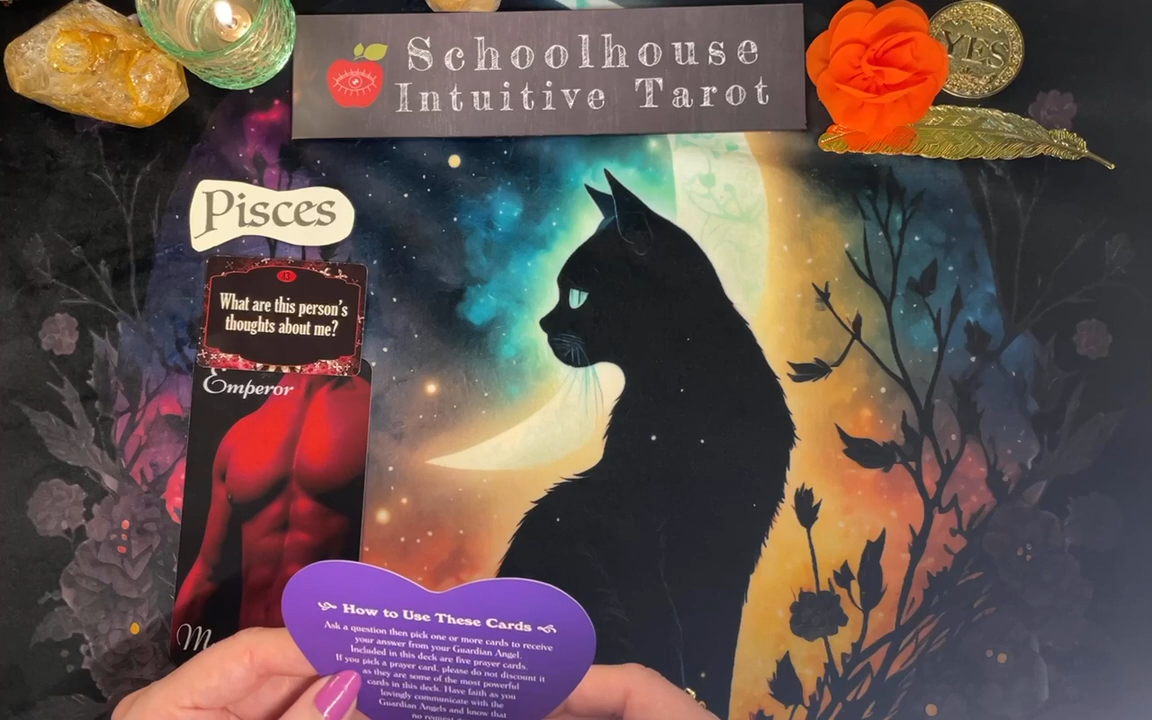 Schoolhouse
Intuitive Tarot
YES
Pisces
What are this person's
thoughts about me?
Emperor
M
How to Use These Cards
Ask a question then pick one or more cards to receive
your answer from your Guardian Angel.
Included in this deck are five prayer cards.
If you pick a prayer card, please do not discount it
as they are some of the most powerful
cards in this deck. Have faith as you
lovingly communicate with the
Guardian Angels and know that
no